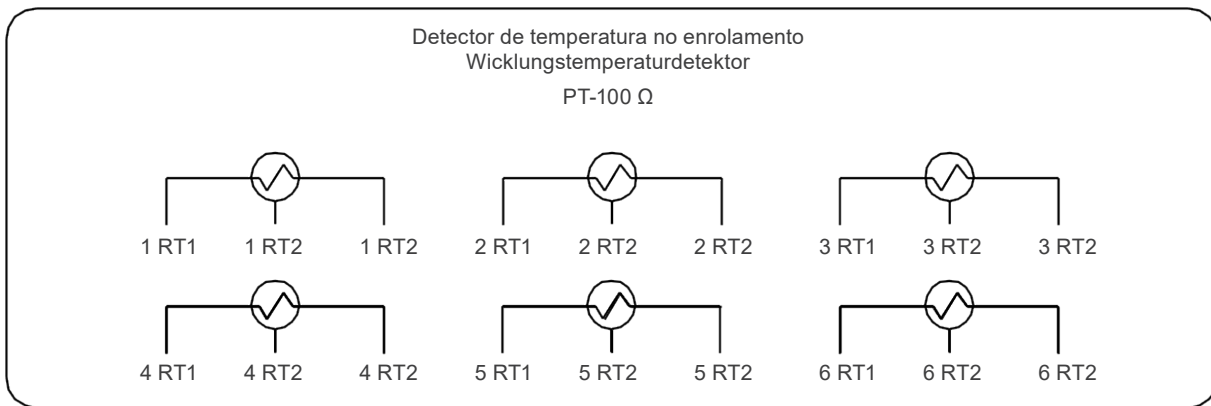 Detector de temperatura no enrolamento
Wicklungstemperaturdetektor
PT-100 Ω
1 RT1 1 RT2 1 RT2 2 RT1 2 RT2 2 RT2 3 RT1 3 RT2 3 RT2
4 RT1 4 RT2 4 RT2 5 RT1 5 RT2 5 RT2 6 RT1 6 RT2 6 RT2